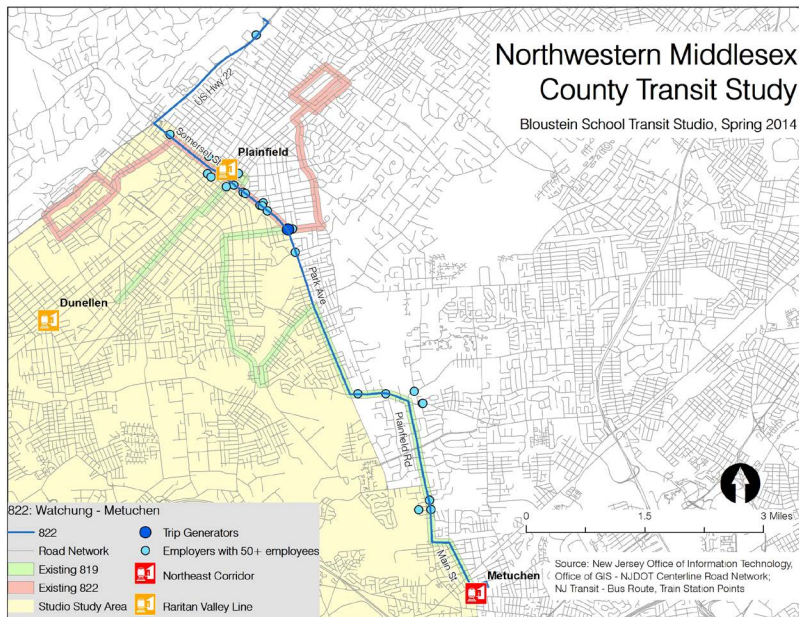 Northwestern Middlesex
County Transit Study
Bloustein School Transit Studio, Spring 2014
US Hwy 22
Somerset St
Plainfield
Park Ave
Dunellen
Plainfield Rd
Main St
Metuchen
822: Watchung - Metuchen
822
Road Network
Existing 819
Existing 822
Studio Study Area
Trip Generators
Employers with 50+ employees
Northeast Corridor
Raritan Valley Line
0 1.5 3 Miles
Source: New Jersey Office of Information Technology,
Office of GIS - NJDOT Centerline Road Network;
NJ Transit - Bus Route, Train Station Points